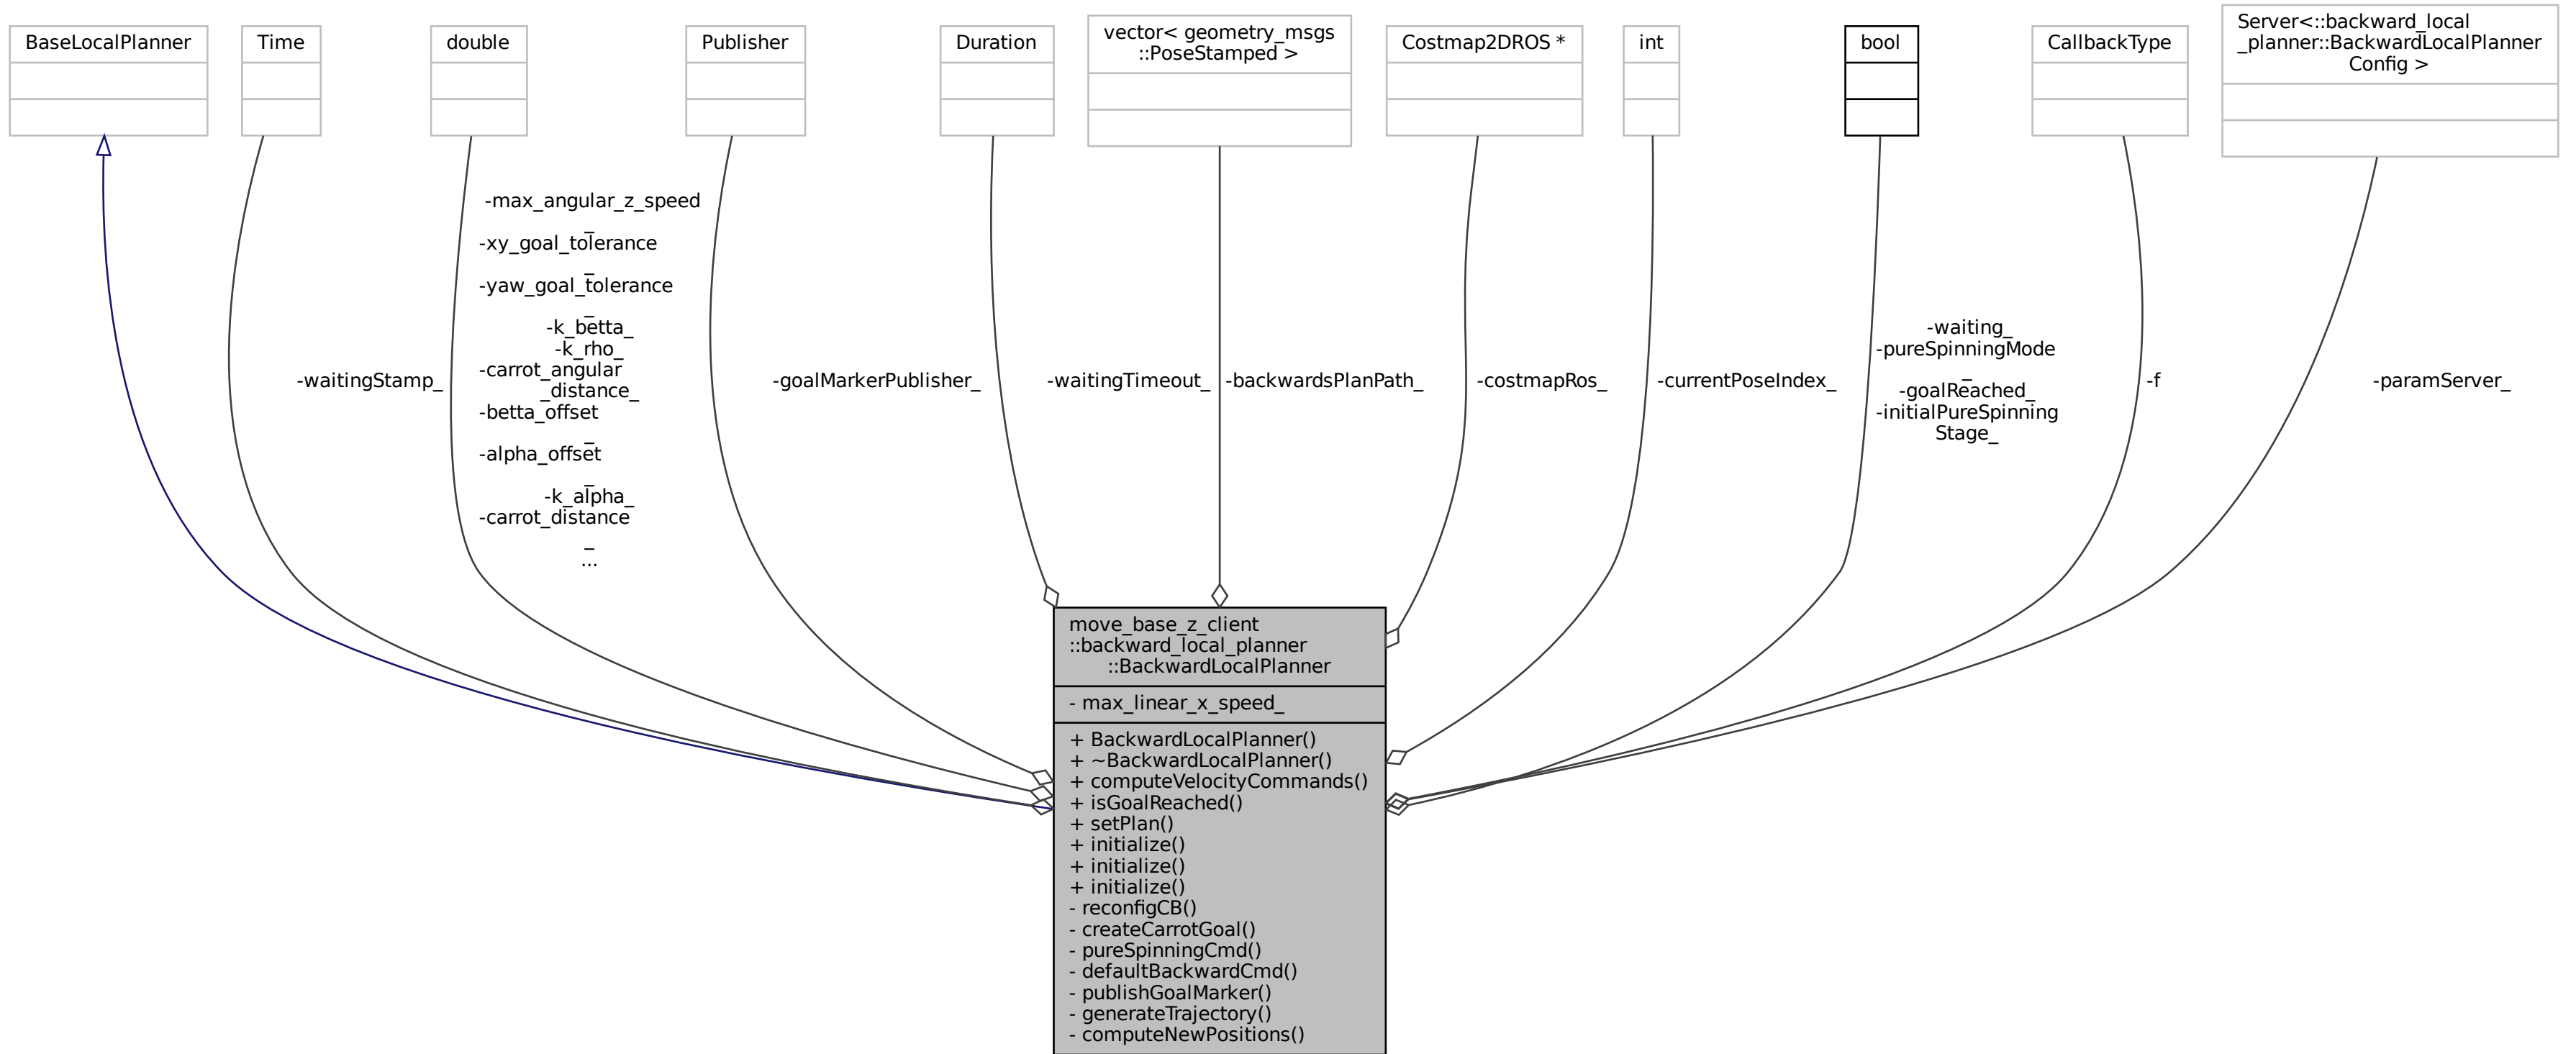 BaseLocalPlanner
Time
double
Publisher
Duration
vector< geometry_msgs
::PoseStamped >
Costmap2DROS *
int
bool
CallbackType
Server<::backward_local
_planner::BackwardLocalPlanner
Config >
-waitingStamp_
-max_angular_z_speed
_
-xy_goal_tolerance
_
-yaw_goal_tolerance
_
-k_betta_
-k_rho_
-carrot_angular
_distance_
-betta_offset
_
-alpha_offset
_
-k_alpha_
-carrot_distance
_
...
-goalMarkerPublisher_
-waitingTimeout_
-backwardsPlanPath_
-costmapRos_
-currentPoseIndex_
-waiting_
-pureSpinningMode
_
-goalReached_
-initialPureSpinning
Stage_
-f
-paramServer_
move_base_z_client
::backward_local_planner
::BackwardLocalPlanner
- max_linear_x_speed_
+ BackwardLocalPlanner()
+ ~BackwardLocalPlanner()
+ computeVelocityCommands()
+ isGoalReached()
+ setPlan()
+ initialize()
+ initialize()
+ initialize()
- reconfigCB()
- createCarrotGoal()
- pureSpinningCmd()
- defaultBackwardCmd()
- publishGoalMarker()
- generateTrajectory()
- computeNewPositions()